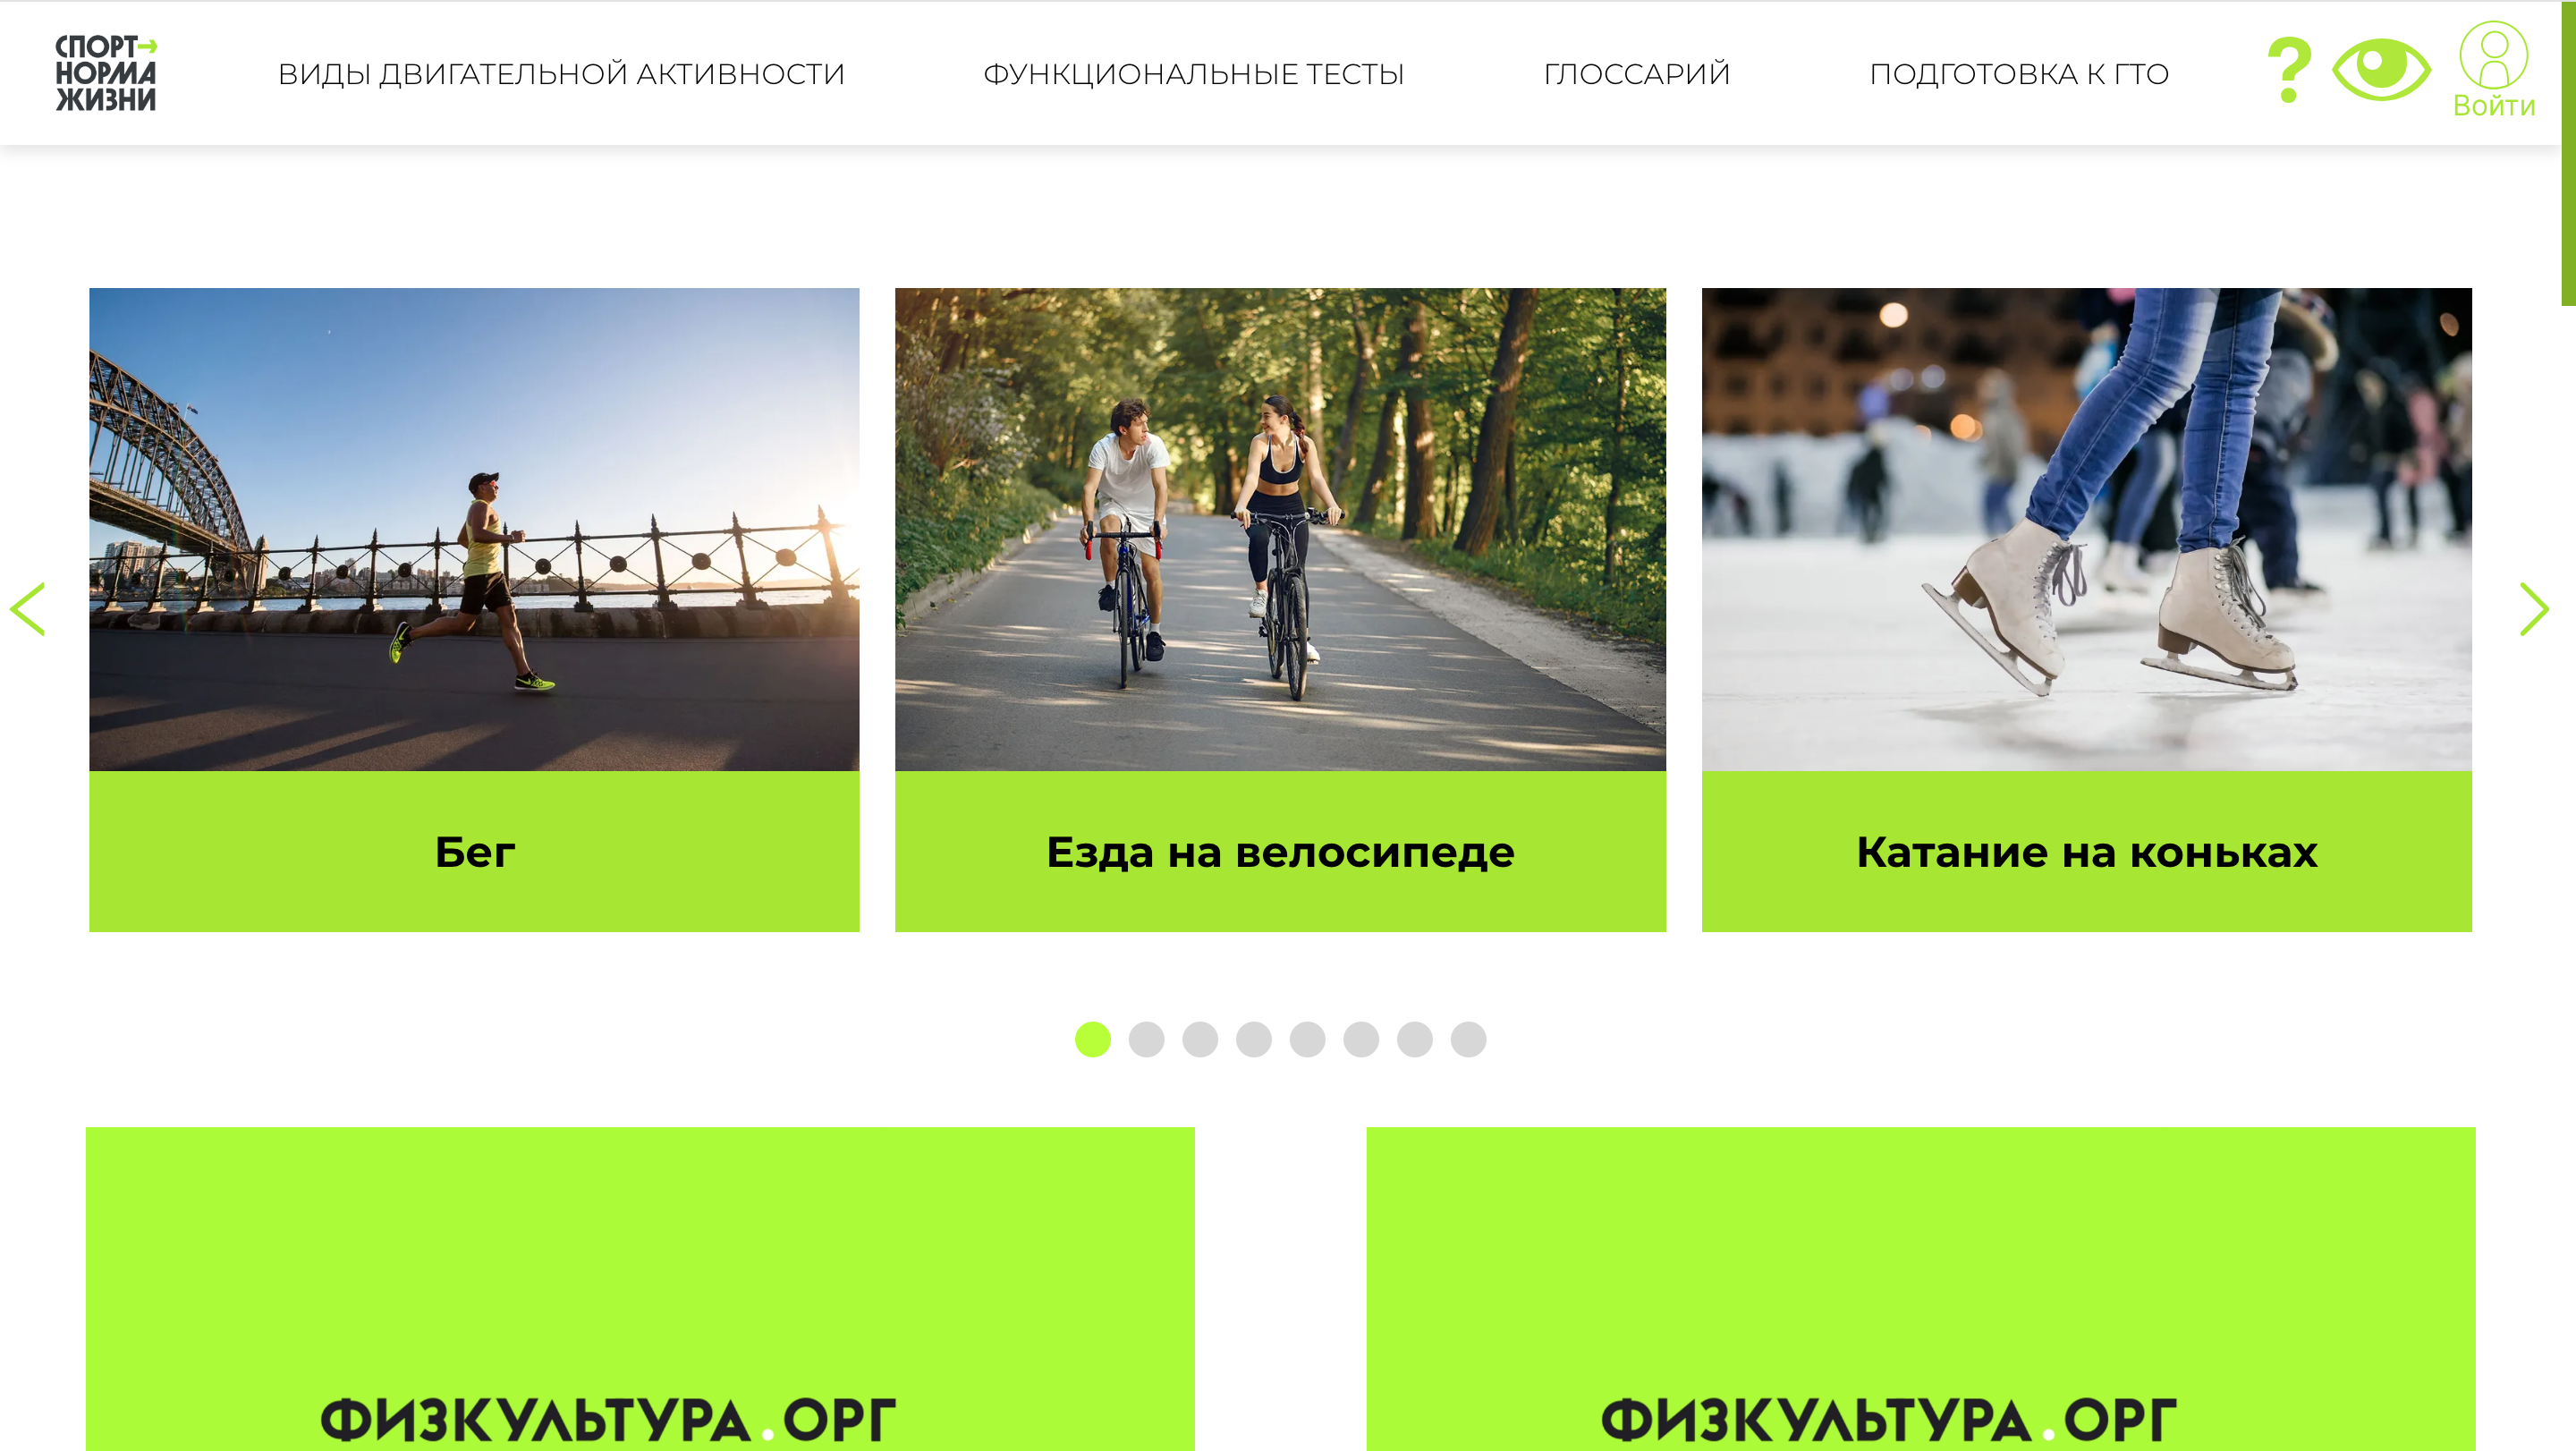 СПОРТ
НОРМА
ЖИЗНИ
ВИДЫ ДВИГАТЕЛЬНОЙ АКТИВНОСТИ
ФУНКЦИОНАЛЬНЫЕ ТЕСТЫ
ГЛОССАРИЙ
ПОДГОТОВКА К ГТО
?
Войти
Бег
Езда на велосипеде
Катание на коньках
ФИЗКУЛЬТУРА.ОРГ
ФИЗКУЛЬТУРА.ОРГ